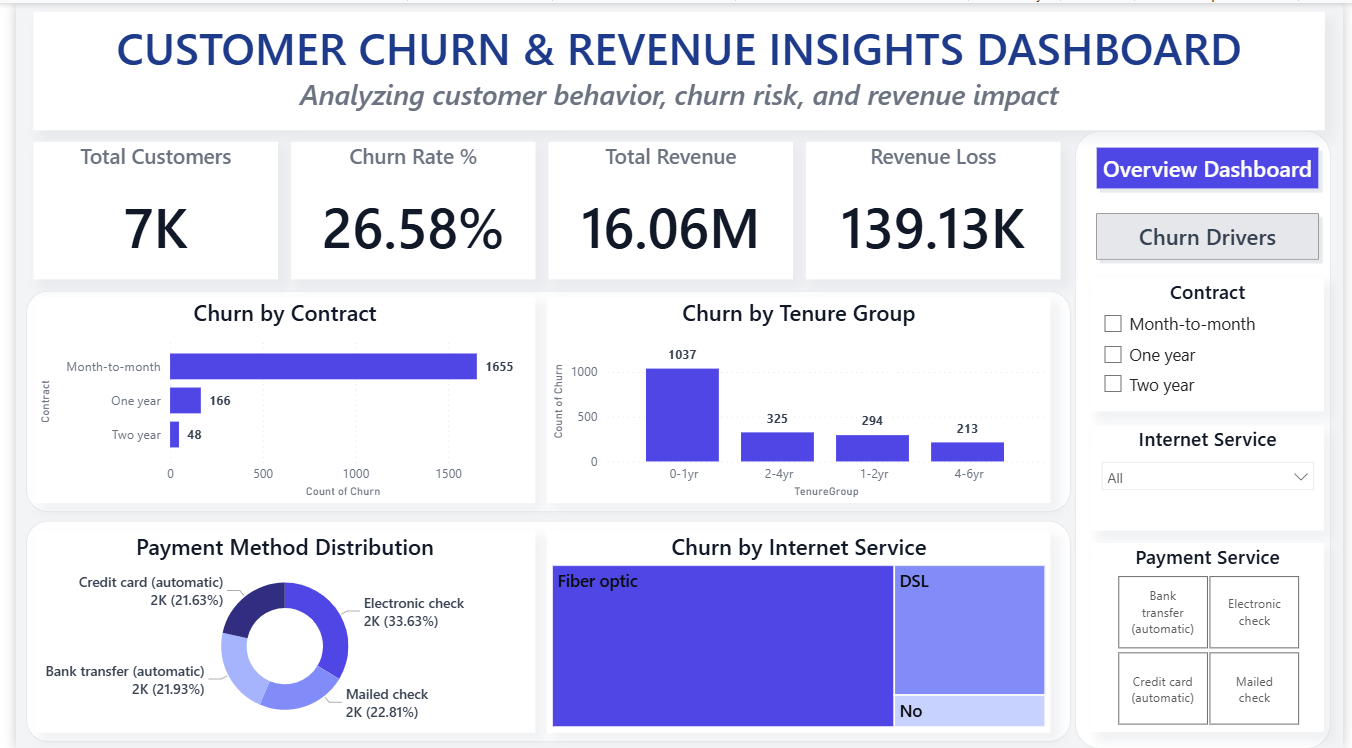 CUSTOMER CHURN & REVENUE INSIGHTS DASHBOARD
Analyzing customer behavior, churn risk, and revenue impact
Total Customers
7K
Churn Rate %
26.58%
Total Revenue
16.06M
Revenue Loss
139.13K
Overview Dashboard
Churn Drivers
Contract
Month-to-month
One year
Two year
Internet Service
All
Payment Service
Bank
transfer
(automatic)
Electronic
check
Credit card
(automatic)
Mailed
check
Churn by Contract
Contract
Month-to-month
1655
One year
166
Two year
48
0
500
1000
1500
Count of Churn
Churn by Tenure Group
Count of Churn
1000
500
0
1037
325
294
213
0-1yr
2-4yr
1-2yr
4-6yr
TenureGroup
Payment Method Distribution
Credit card (automatic)
2K (21.63%)
Electronic check
2K (33.63%)
Bank transfer (automatic)
2K (21.93%)
Mailed check
2K (22.81%)
Churn by Internet Service
Fiber optic
DSL
No